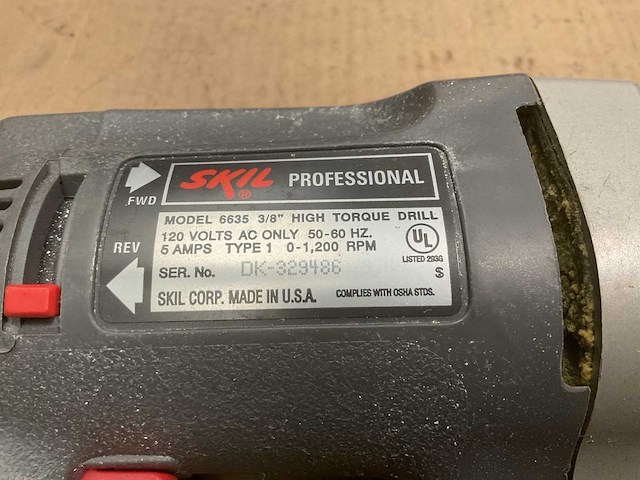 SKIL® PROFESSIONAL
FWD
MODEL 6635 3/8" HIGH TORQUE DRILL
120 VOLTS AC ONLY 50-60 HZ.
5 AMPS TYPE 1 0-1,200 RPM
UL
LISTED 293G
REV
SER. No. DK-329486
S
SKIL CORP. MADE IN U.S.A. COMPLIES WITH OSHA STDS.